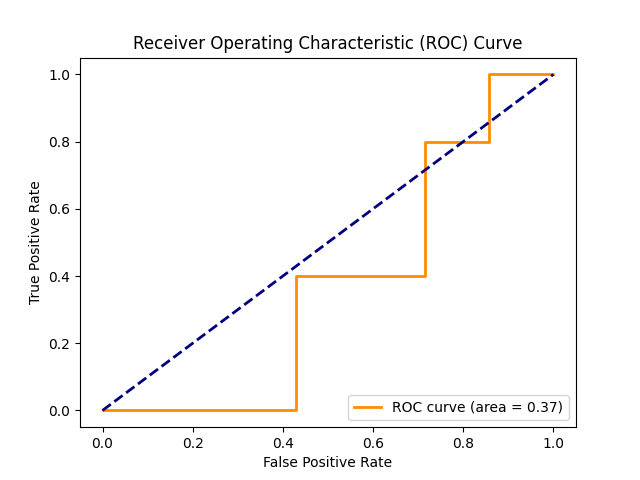 Receiver Operating Characteristic (ROC) Curve
1.0
0.8
0.6
0.4
0.2
0.0
True Positive Rate
ROC curve (area = 0.37)
0.0 0.2 0.4 0.6 0.8 1.0
False Positive Rate